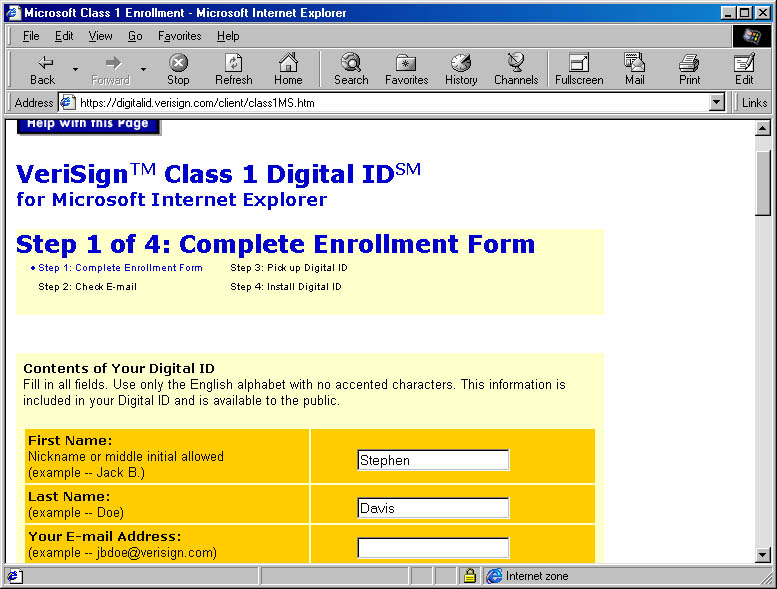 Microsoft Class 1 Enrollment - Microsoft Internet Explorer
File Edit View Go Favorites Help
Back Forward Stop Refresh Home Search Favorites History Channels Fullscreen Mail Print Edit
Address https://digitalid.verisign.com/client/class1MS.htm Links
Help with this Page
VeriSign™ Class 1 Digital ID℠
for Microsoft Internet Explorer
Step 1 of 4: Complete Enrollment Form
• Step 1: Complete Enrollment Form Step 3: Pick up Digital ID
Step 2: Check E-mail Step 4: Install Digital ID
Contents of Your Digital ID
Fill in all fields. Use only the English alphabet with no accented characters. This information is
included in your Digital ID and is available to the public.
First Name:
Nickname or middle initial allowed
(example -- Jack B.)
Stephen
Last Name:
(example -- Doe)
Davis
Your E-mail Address:
(example -- jbdoe@verisign.com)
Internet zone